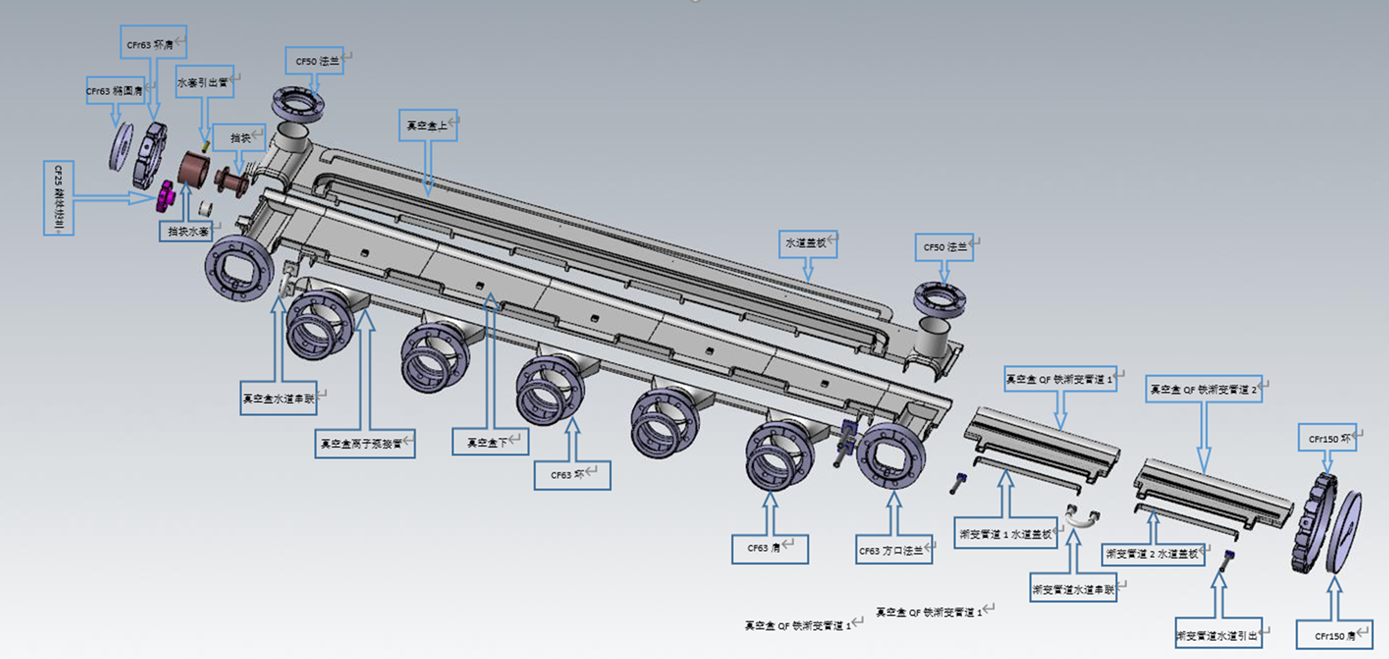 CFr63 环肩
CF50 法兰
CFr63 椭圆肩
水塞引出管
真空盒上
挡块
CF25 整体法兰
挡块水塞
水道盖板
CF50 法兰
真空盒 QF 铁渐变管道 1
真空盒 QF 铁渐变管道 2
真空盒水道串联
真空盒离子泵接管
真空盒下
CFr150 环
CF63 环
渐变管道 1 水道盖板
CF63 肩
CF63 方口法兰
渐变管道 2 水道盖板
渐变管道水道串联
真空盒 QF 铁渐变管道 1
真空盒 QF 铁渐变管道 1
渐变管道水道引出
CFr150 肩